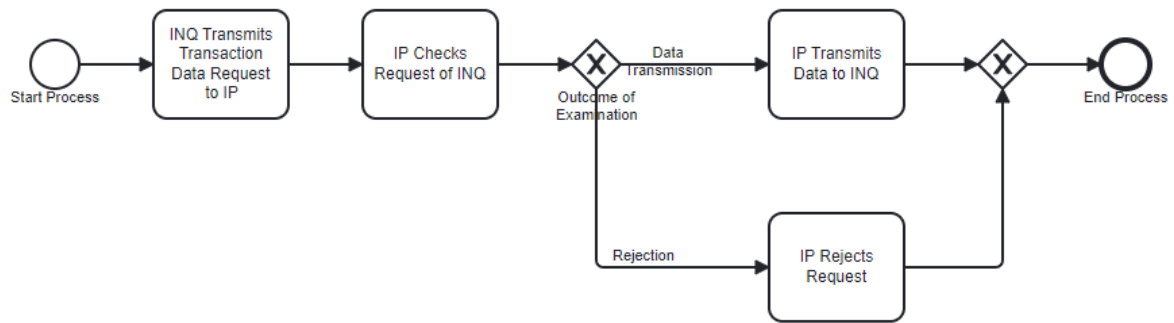 Start Process
INQ Transmits
Transaction
Data Request
to IP
IP Checks
Request of INQ
Outcome of
Examination
Data
Transmission
IP Transmits
Data to INQ
End Process
Rejection
IP Rejects
Request